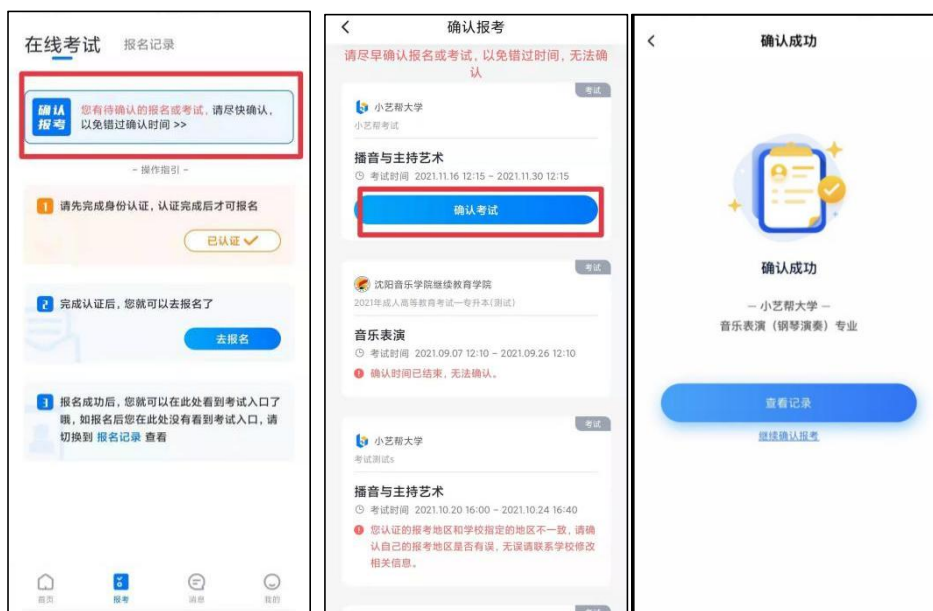 在线考试 报名记录
确认
报考
您有待确认的报名或考试，请尽快确认，
以免错过确认时间 >>
- 操作指引 -
1 请先完成身份认证，认证完成后才可报名
已认证
2 完成认证后，您就可以去报名了
去报名
3 报名成功后，您就可以在此处看到考试入口了
哦，如报名后您在此处没有看到考试入口，请
切换到 报名记录 查看
首页 报考 消息 我的
确认报考
请尽早确认报名或考试，以免错过时间，无法确
认
考试
小艺帮大学
小艺帮考试
播音与主持艺术
考试时间 2021.11.16 12:15 - 2021.11.30 12:15
确认考试
考试
沈阳音乐学院继续教育学院
2021年成人高等教育考试—专升本(测试)
音乐表演
考试时间 2021.09.07 12:10 - 2021.09.26 12:10
确认时间已结束，无法确认。
考试
小艺帮大学
考试测试s
播音与主持艺术
考试时间 2021.10.20 16:00 - 2021.10.24 16:40
您认证的报考地区和学校指定的地区不一致，请确
认自己的报考地区是否有误，无误请联系学校修改
相关信息。
考试
确认成功
确认成功
— 小艺帮大学 —
音乐表演（钢琴演奏）专业
查看记录
继续确认报考